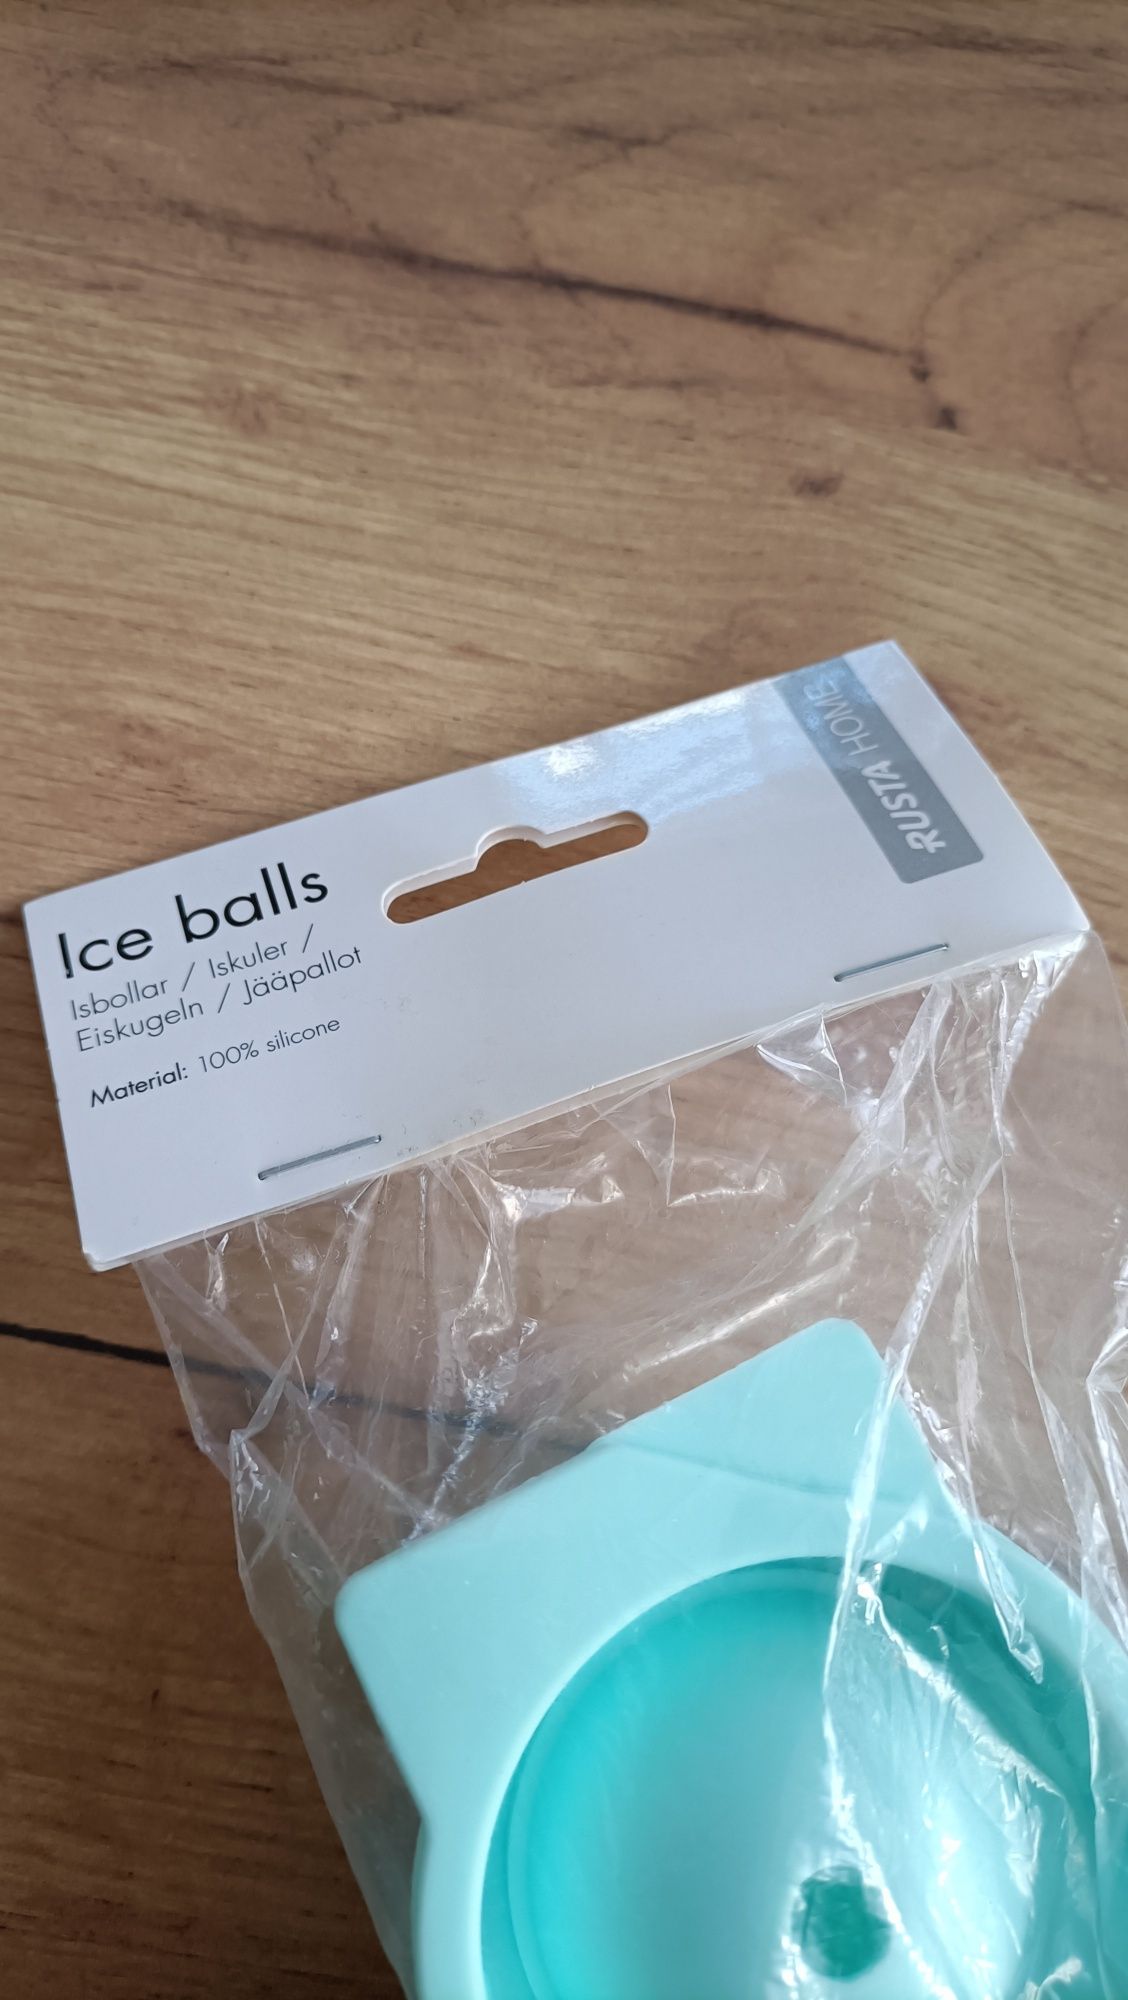 Ice balls
Isbollar / Iskuler /
Eiskugeln / Jääpallot
Material: 100% silicone
RUSTA HOME